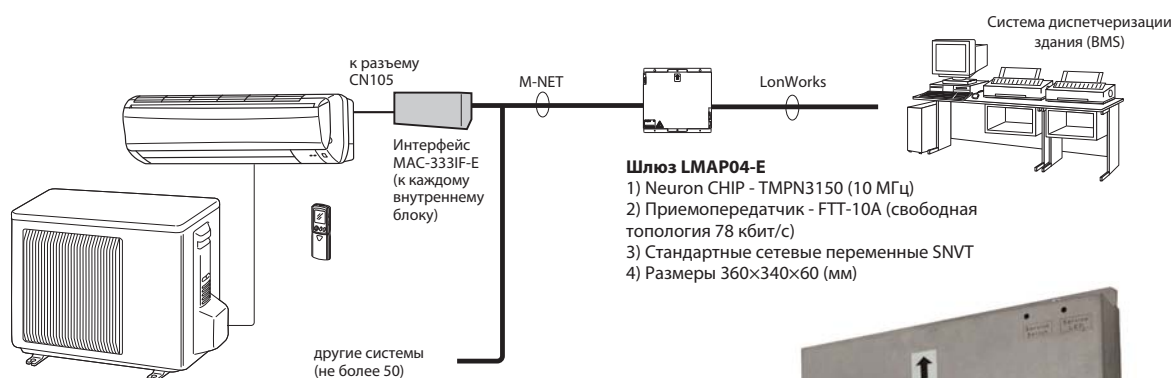 Система диспетчеризации
здания (BMS)
к разъему
CN105
M-NET
LonWorks
Интерфейс
MAC-333IF-E
(к каждому
внутреннему
блоку)
Шлюз LMAP04-E
1) Neuron CHIP - TMPN3150 (10 МГц)
2) Приемопередатчик - FTT-10A (свободная
топология 78 кбит/с)
3) Стандартные сетевые переменные SNVT
4) Размеры 360×340×60 (мм)
другие системы
(не более 50)